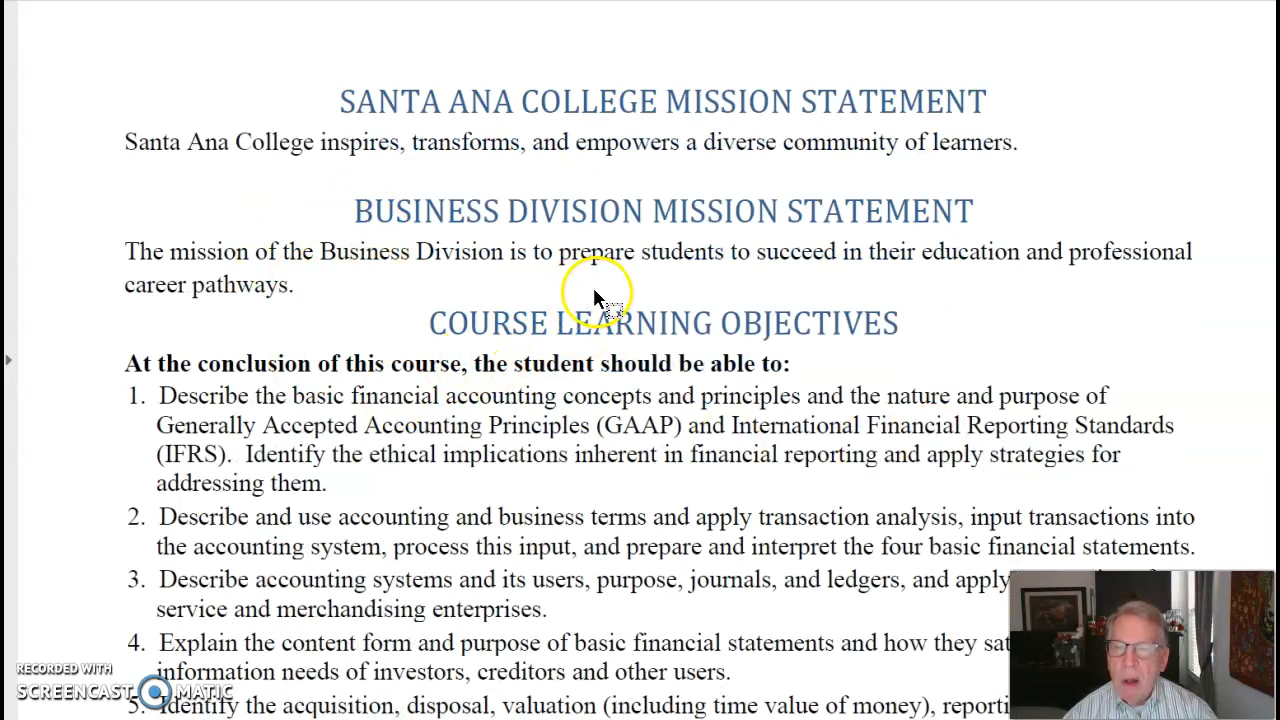 SANTA ANA COLLEGE MISSION STATEMENT
Santa Ana College inspires, transforms, and empowers a diverse community of learners.
BUSINESS DIVISION MISSION STATEMENT
The mission of the Business Division is to prepare students to succeed in their education and professional
career pathways.
COURSE LEARNING OBJECTIVES
At the conclusion of this course, the student should be able to:
1. Describe the basic financial accounting concepts and principles and the nature and purpose of
Generally Accepted Accounting Principles (GAAP) and International Financial Reporting Standards
(IFRS). Identify the ethical implications inherent in financial reporting and apply strategies for
addressing them.
2. Describe and use accounting and business terms and apply transaction analysis, input transactions into
the accounting system, process this input, and prepare and interpret the four basic financial statements.
3. Describe accounting systems and its users, purpose, journals, and ledgers, and apply
service and merchandising enterprises.
4. Explain the content form and purpose of basic financial statements and how they
information needs of investors, creditors and other users.
5. Identify the acquisition, disposal, valuation (including time value of money),
RECORDED WITH
SCREENCAST MATIC